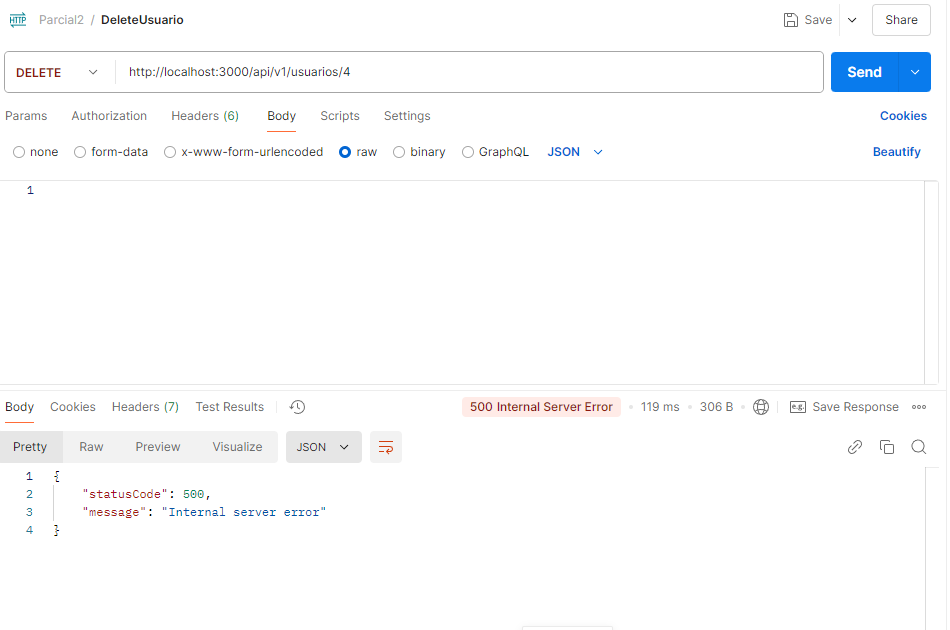 HTTP Parcial2 / DeleteUsuario Save Share
DELETE http://localhost:3000/api/v1/usuarios/4 Send
Params Authorization Headers (6) Body Scripts Settings Cookies
none form-data x-www-form-urlencoded raw binary GraphQL JSON Beautify
1
Body Cookies Headers (7) Test Results 500 Internal Server Error 119 ms 306 B e.g. Save Response
Pretty Raw Preview Visualize JSON
1 {
2 "statusCode": 500,
3 "message": "Internal server error"
4 }